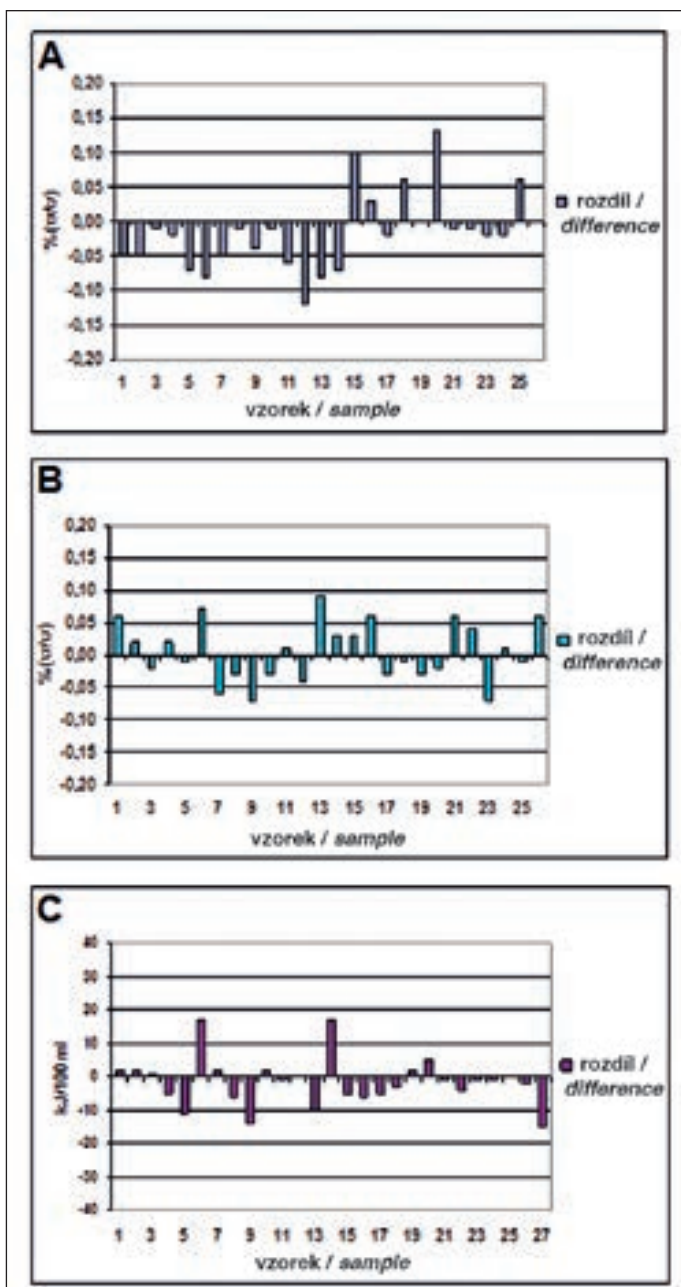 A
0,20
0,15
0,10
0,05
0,00
-0,05
-0,10
-0,15
-0,20
%(v/v)
1 3 5 7 9 11 13 15 17 19 21 23 25
vzorek / sample
rozdíl /
difference
B
0,20
0,15
0,10
0,05
0,00
-0,05
-0,10
-0,15
-0,20
%(v/v)
1 3 5 7 9 11 13 15 17 19 21 23 25
vzorek / sample
rozdíl /
difference
C
40
30
20
10
0
-10
-20
-30
-40
kJ/100 ml
1 3 5 7 9 11 13 15 17 19 21 23 25 27
vzorek / sample
rozdíl /
difference